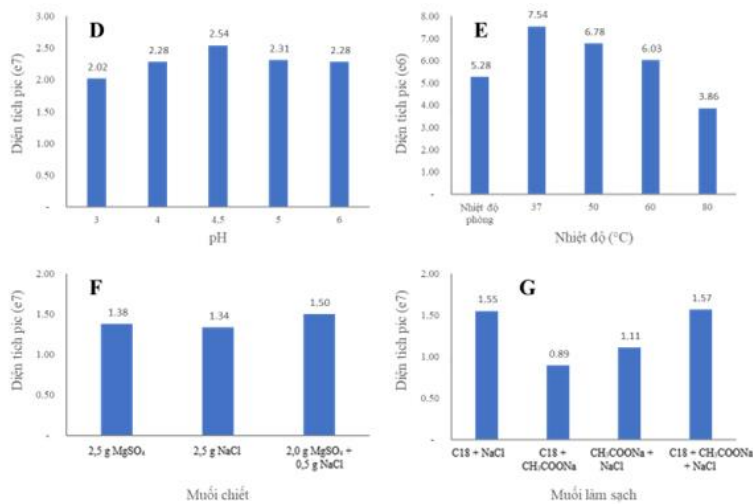 D
Diện tích pic (e7)
3.00
2.50
2.00
1.50
1.00
0.50
-
2.02
2.28
2.54
2.31
2.28
3
4
4,5
5
6
pH
E
Diện tích pic (e6)
8.00
7.00
6.00
5.00
4.00
3.00
2.00
1.00
-
5.28
7.54
6.78
6.03
3.86
Nhiệt độ
phòng
37
50
60
80
Nhiệt độ (°C)
F
Diện tích pic (e7)
2.00
1.50
1.00
0.50
-
1.38
1.34
1.50
2,5 g MgSO₄
2,5 g NaCl
2,0 g MgSO₄ +
0,5 g NaCl
Muối chiết
G
Diện tích pic (e7)
2.00
1.50
1.00
0.50
-
1.55
0.89
1.11
1.57
C18 + NaCl
C18 +
CH₃COONa
CH₃COONa +
NaCl
C18 + CH₃COONa
+ NaCl
Muối làm sạch